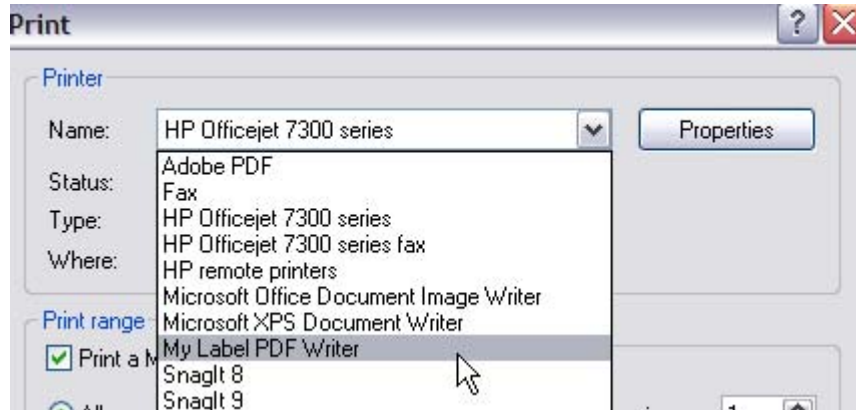 Print
Printer
Name: HP Officejet 7300 series Properties
Adobe PDF
Status:
Fax
Type: HP Officejet 7300 series
HP Officejet 7300 series fax
Where:
HP remote printers
Microsoft Office Document Image Writer
Print range Microsoft XPS Document Writer
Print a My Label PDF Writer
SnagIt 8
SnagIt 9